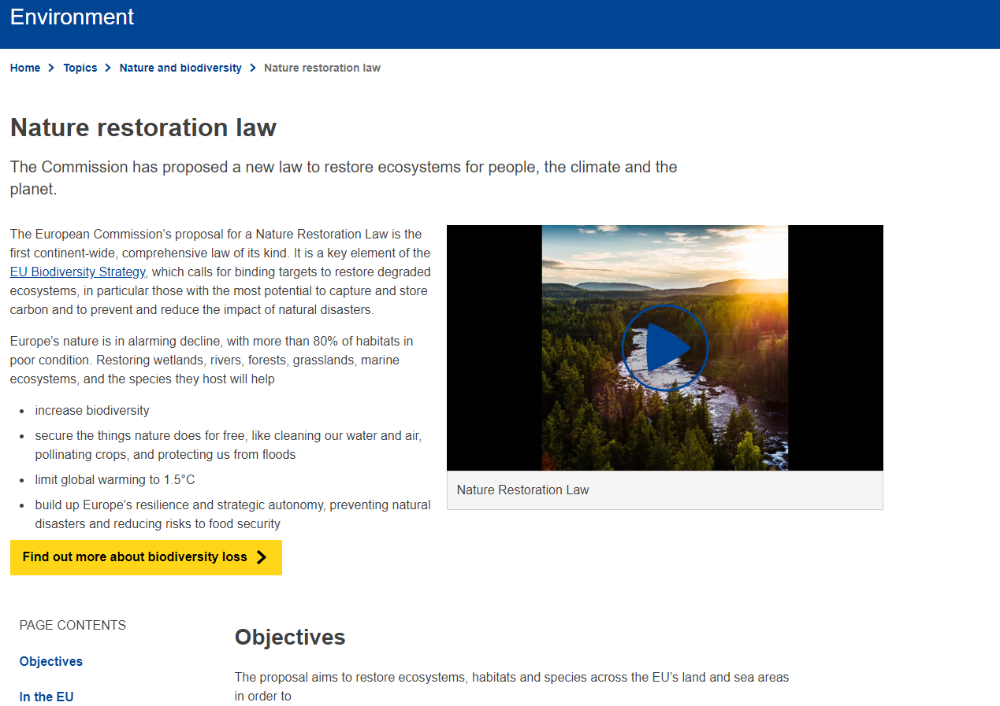 Environment
Home > Topics > Nature and biodiversity > Nature restoration law
Nature restoration law
The Commission has proposed a new law to restore ecosystems for people, the climate and the
planet.
The European Commission’s proposal for a Nature Restoration Law is the
first continent-wide, comprehensive law of its kind. It is a key element of the
EU Biodiversity Strategy, which calls for binding targets to restore degraded
ecosystems, in particular those with the most potential to capture and store
carbon and to prevent and reduce the impact of natural disasters.
Europe’s nature is in alarming decline, with more than 80% of habitats in
poor condition. Restoring wetlands, rivers, forests, grasslands, marine
ecosystems, and the species they host will help
• increase biodiversity
• secure the things nature does for free, like cleaning our water and air,
pollinating crops, and protecting us from floods
• limit global warming to 1.5°C
• build up Europe’s resilience and strategic autonomy, preventing natural
disasters and reducing risks to food security
Nature Restoration Law
Find out more about biodiversity loss >
PAGE CONTENTS
Objectives
In the EU
Objectives
The proposal aims to restore ecosystems, habitats and species across the EU’s land and sea areas
in order to